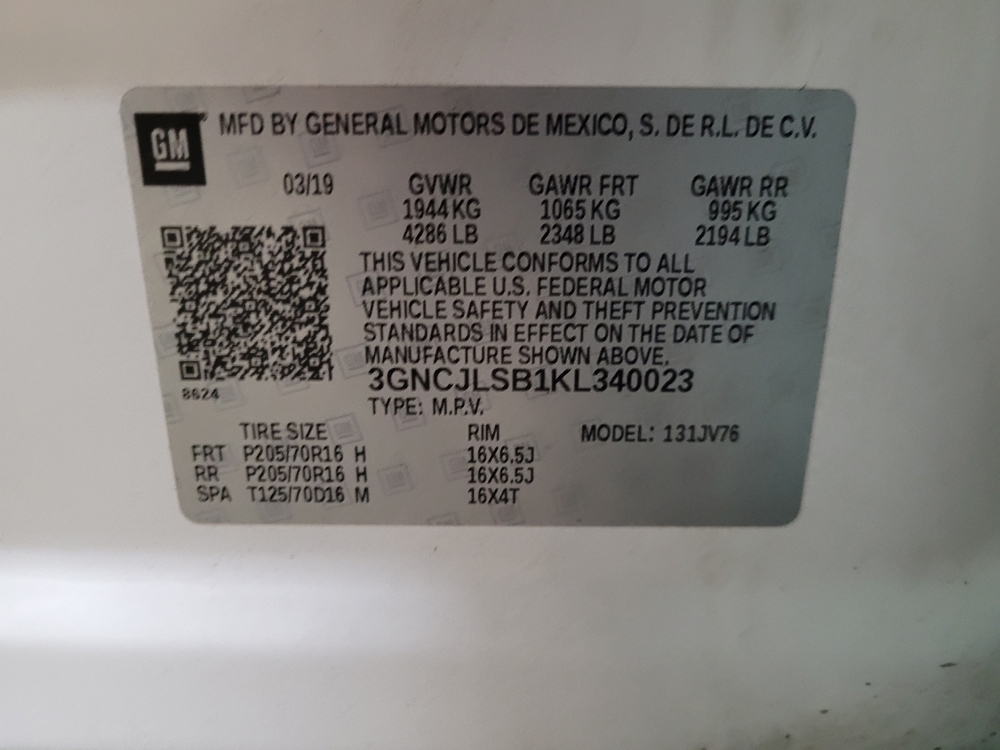 GM MFD BY GENERAL MOTORS DE MEXICO, S. DE R.L. DE C.V.
03/19 GVWR GAWR FRT GAWR RR
1944 KG 1065 KG 995 KG
4286 LB 2348 LB 2194 LB
THIS VEHICLE CONFORMS TO ALL
APPLICABLE U.S. FEDERAL MOTOR
VEHICLE SAFETY AND THEFT PREVENTION
STANDARDS IN EFFECT ON THE DATE OF
MANUFACTURE SHOWN ABOVE.
3GNCJLSB1KL340023
8624
TYPE: M.P.V.
TIRE SIZE RIM MODEL: 131JV76
FRT P205/70R16 H 16X6.5J
RR P205/70R16 H 16X6.5J
SPA T125/70D16 M 16X4T